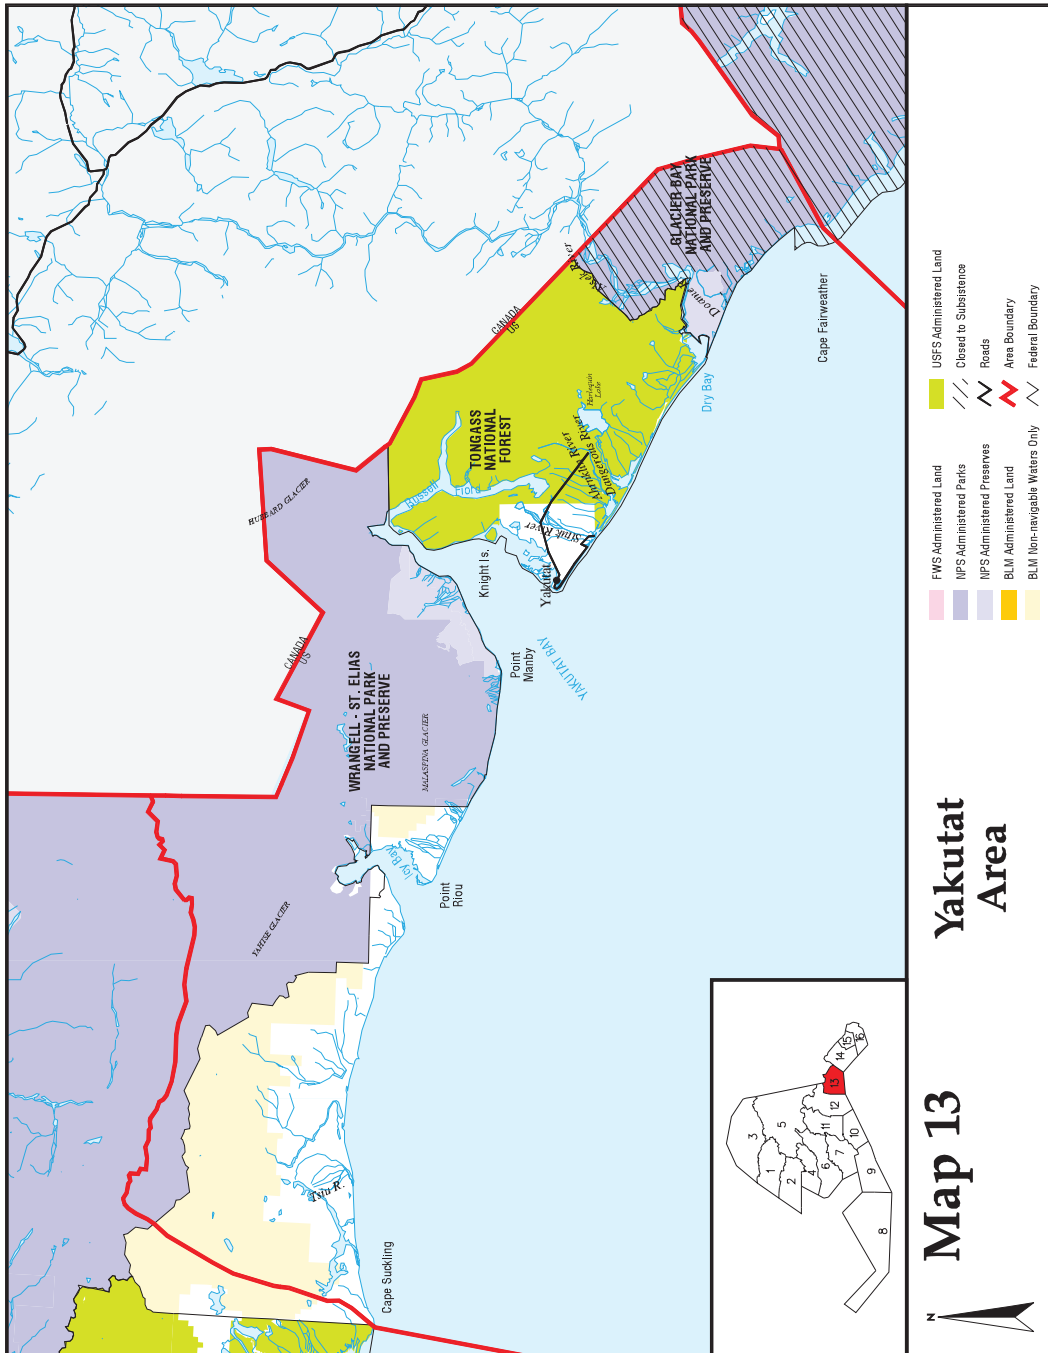 Map 13
Yakutat
Area
N
FWS Administered Land
NPS Administered Parks
NPS Administered Preserves
BLM Administered Land
BLM Non-navigable Waters Only
USFS Administered Land
Closed to Subsistence
Roads
Area Boundary
Federal Boundary
Cape Suckling
Tsiu R.
YAHTSE GLACIER
Icy Bay
Point
Riou
WRANGELL - ST. ELIAS
NATIONAL PARK
AND PRESERVE
MALASPINA GLACIER
CANADA
US
Point
Manby
YAKUTAT BAY
HUBBARD GLACIER
Knight Is.
Yakutat
Situk River
Russell
Fiord
TONGASS
NATIONAL
FOREST
Ahrnklin River
Dangerous River
Harlequin
Lake
CANADA
US
Alsek River
Doame R.
Dry Bay
GLACIER BAY
NATIONAL PARK
AND PRESERVE
Cape Fairweather
1
2
3
4
5
6
7
8
9
10
11
12
13
14
15
16